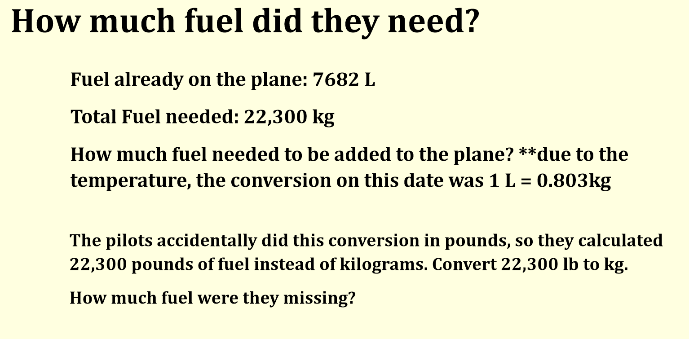 How much fuel did they need?
Fuel already on the plane: 7682 L
Total Fuel needed: 22,300 kg
How much fuel needed to be added to the plane? **due to the
temperature, the conversion on this date was 1 L = 0.803kg
The pilots accidentally did this conversion in pounds, so they calculated
22,300 pounds of fuel instead of kilograms. Convert 22,300 lb to kg.
How much fuel were they missing?